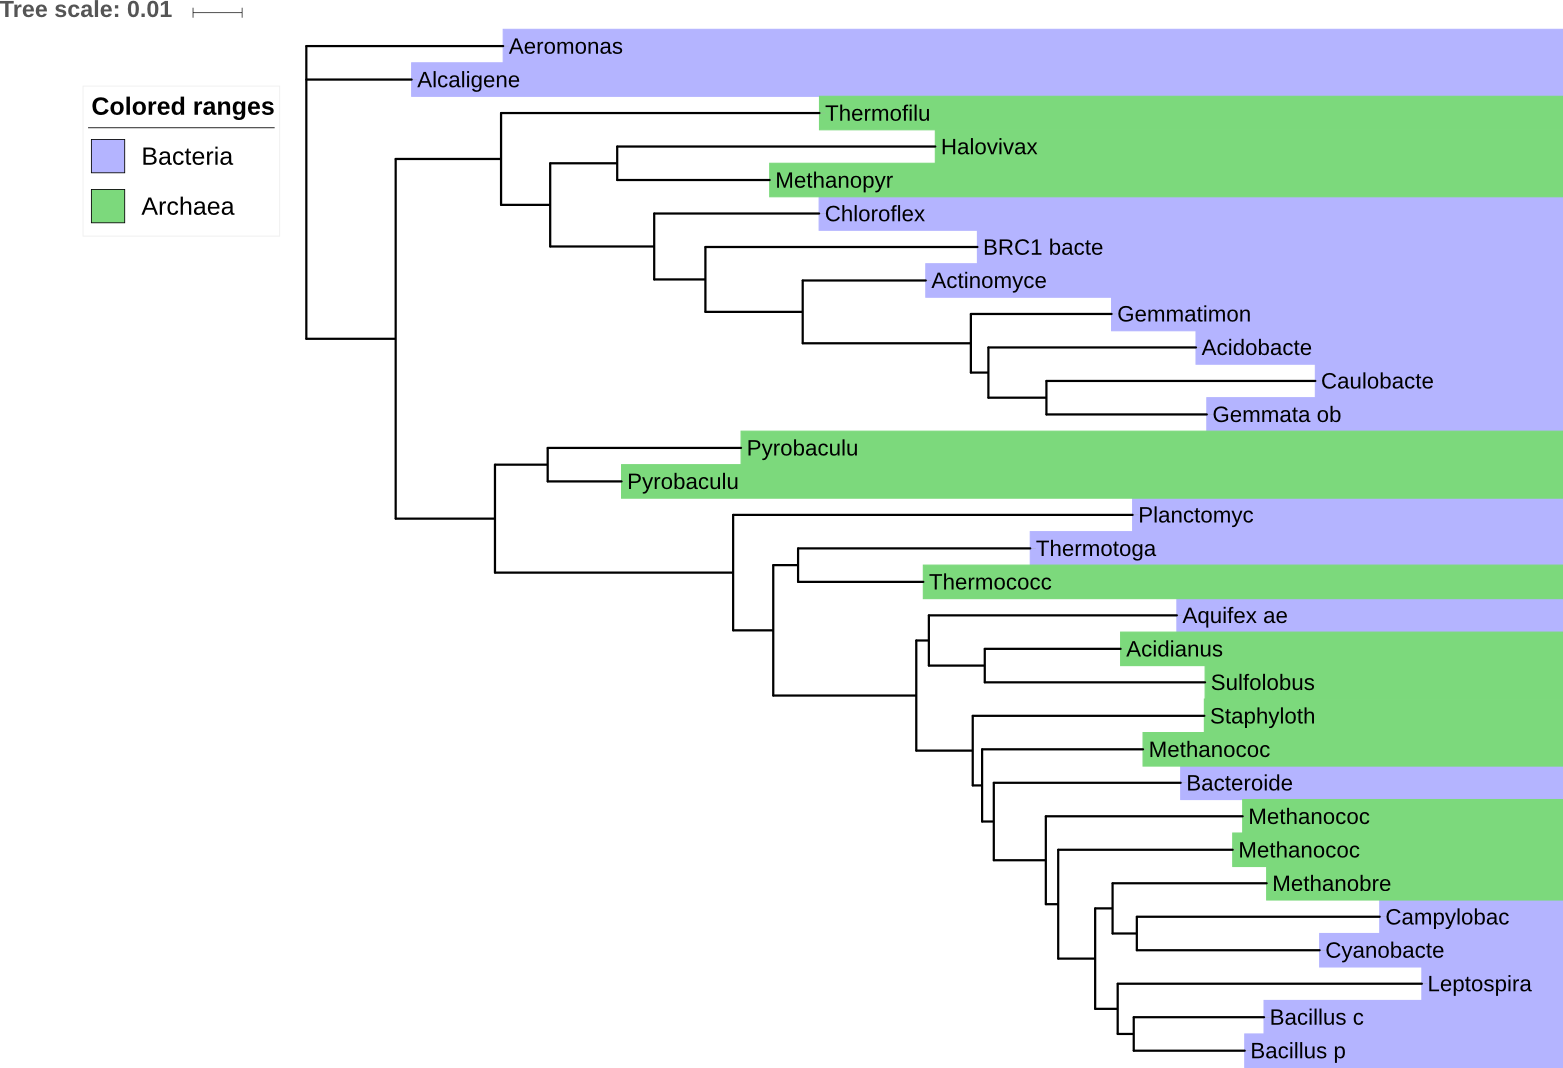 Tree scale: 0.01
Colored ranges
Bacteria
Archaea
Aeromonas
Alcaligene
Thermofilu
Halovivax
Methanopyr
Chloroflex
BRC1 bacte
Actinomyce
Gemmatimon
Acidobacte
Caulobacte
Gemmata ob
Pyrobaculu
Pyrobaculu
Planctomyc
Thermotoga
Thermococc
Aquifex ae
Acidianus
Sulfolobus
Staphyloth
Methanococ
Bacteroide
Methanococ
Methanococ
Methanobre
Campylobac
Cyanobacte
Leptospira
Bacillus c
Bacillus p